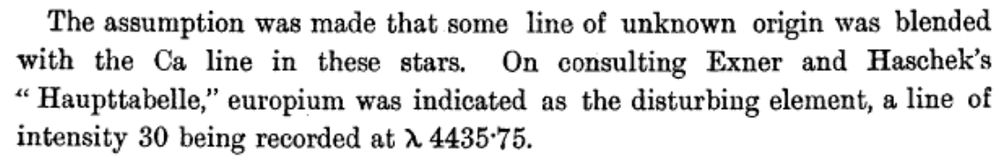 The assumption was made that some line of unknown origin was blended
with the Ca line in these stars. On consulting Exner and Haschek's
“ Haupttabelle,” europium was indicated as the disturbing element, a line of
intensity 30 being recorded at λ 4435·75.